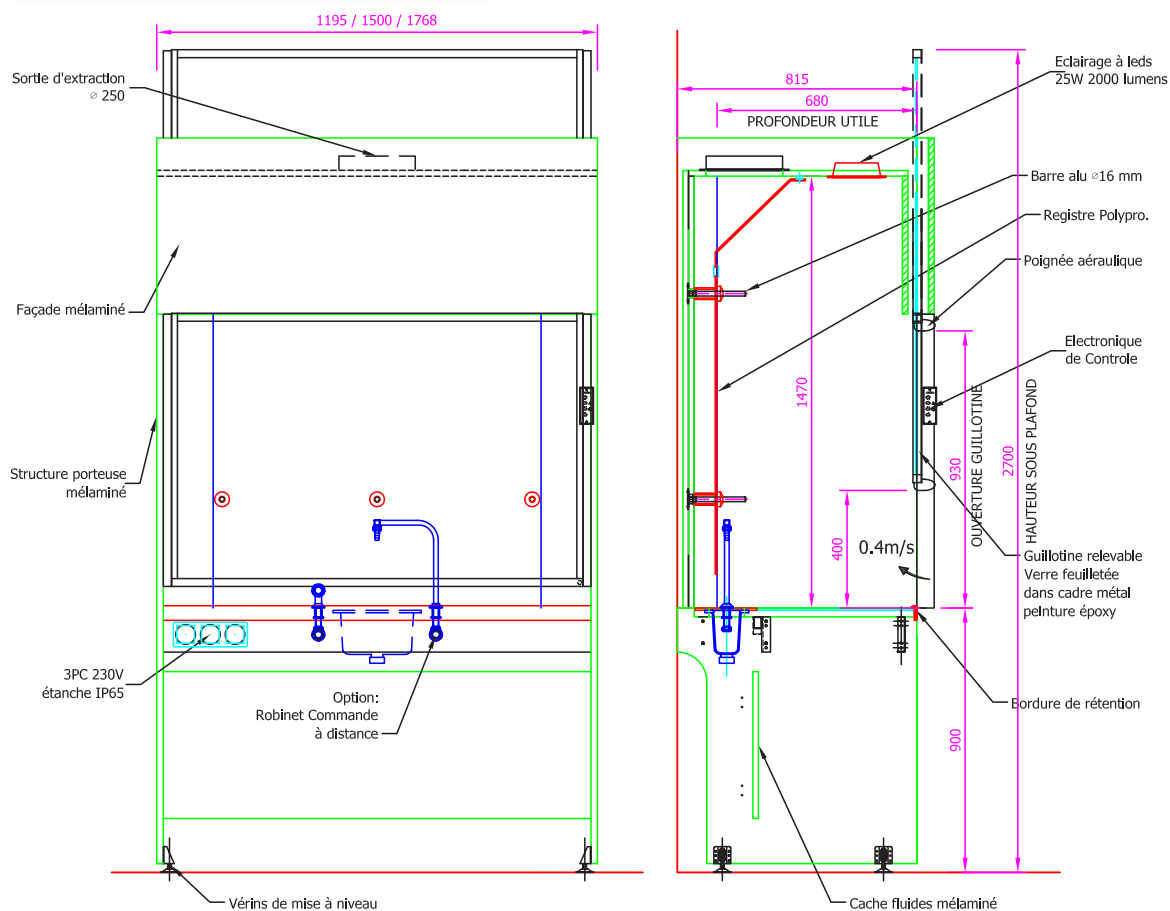 1195 / 1500 / 1768
Sortie d'extraction
∅ 250
Façade mélaminé
Structure porteuse
mélaminé
3PC 230V
étanche IP65
Option:
Robinet Commande
à distance
Vérins de mise à niveau
815
680
PROFONDEUR UTILE
Eclairage à leds
25W 2000 lumens
Barre alu ∅16 mm
Registre Polypro.
Poignée aéraulique
Electronique
de Controle
1470
930
OUVERTURE GUILLOTINE
2700
HAUTEUR SOUS PLAFOND
400
0.4m/s
Guillotine relevable
Verre feuilletée
dans cadre métal
peinture époxy
Bordure de rétention
900
Cache fluides mélaminé